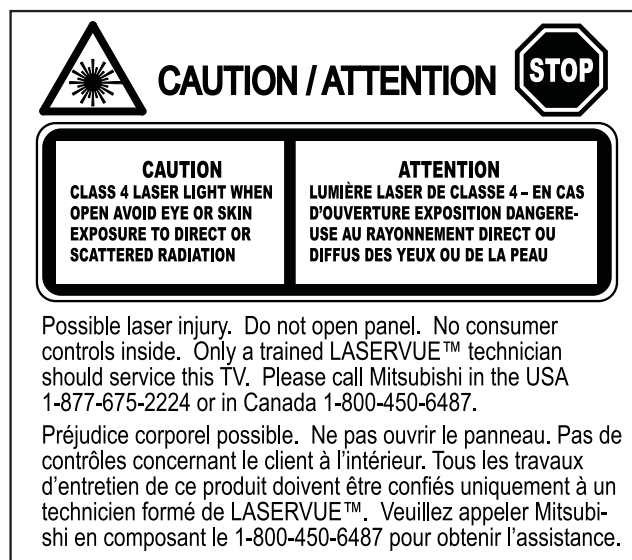 CAUTION / ATTENTION
STOP
CAUTION
CLASS 4 LASER LIGHT WHEN
OPEN AVOID EYE OR SKIN
EXPOSURE TO DIRECT OR
SCATTERED RADIATION
ATTENTION
LUMIÈRE LASER DE CLASSE 4 – EN CAS
D'OUVERTURE EXPOSITION DANGERE-
USE AU RAYONNEMENT DIRECT OU
DIFFUS DES YEUX OU DE LA PEAU
Possible laser injury.  Do not open panel.  No consumer
controls inside.  Only a trained LASERVUE™ technician
should service this TV.  Please call Mitsubishi in the USA
1-877-675-2224 or in Canada 1-800-450-6487.
Préjudice corporel possible.  Ne pas ouvrir le panneau. Pas de
contrôles concernant le client à l'intérieur. Tous les travaux
d'entretien de ce produit doivent être confiés uniquement à un
technicien formé de LASERVUE™.  Veuillez appeler Mitsubi-
shi en composant le 1-800-450-6487 pour obtenir l'assistance.